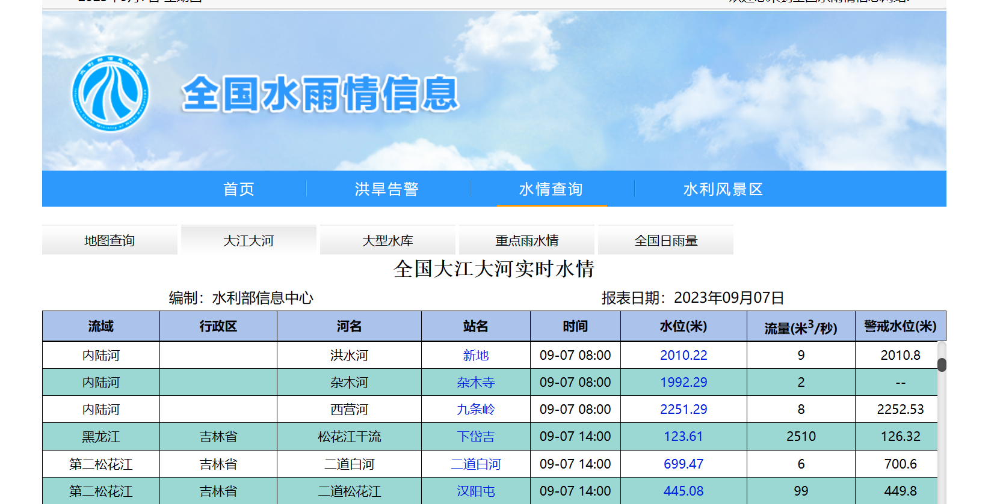 全国水雨情信息
首页 洪旱告警 水情查询 水利风景区
地图查询 大江大河 大型水库 重点雨水情 全国日雨量
全国大江大河实时水情
编制：水利部信息中心 报表日期：2023年09月07日
流域 行政区 河名 站名 时间 水位(米) 流量(米3/秒) 警戒水位(米)
内陆河 洪水河 新地 09-07 08:00 2010.22 9 2010.8
内陆河 杂木河 杂木寺 09-07 08:00 1992.29 2 --
内陆河 西营河 九条岭 09-07 08:00 2251.29 8 2252.53
黑龙江 吉林省 松花江干流 下岱吉 09-07 14:00 123.61 2510 126.32
第二松花江 吉林省 二道白河 二道白河 09-07 14:00 699.47 6 700.6
第二松花江 吉林省 二道松花江 汉阳屯 09-07 14:00 445.08 99 449.8